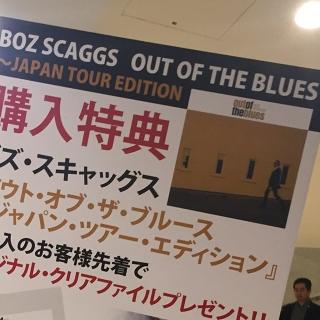 BOZ SCAGGS OUT OF THE BLUES
~JAPAN TOUR EDITION
購入特典
out of
the blues
ズ・スキャッグス
ウト・オブ・ザ・ブルース
ジャパン・ツアー・エディション』
入のお客様先着で
ジナル・クリアファイルプレゼント!!